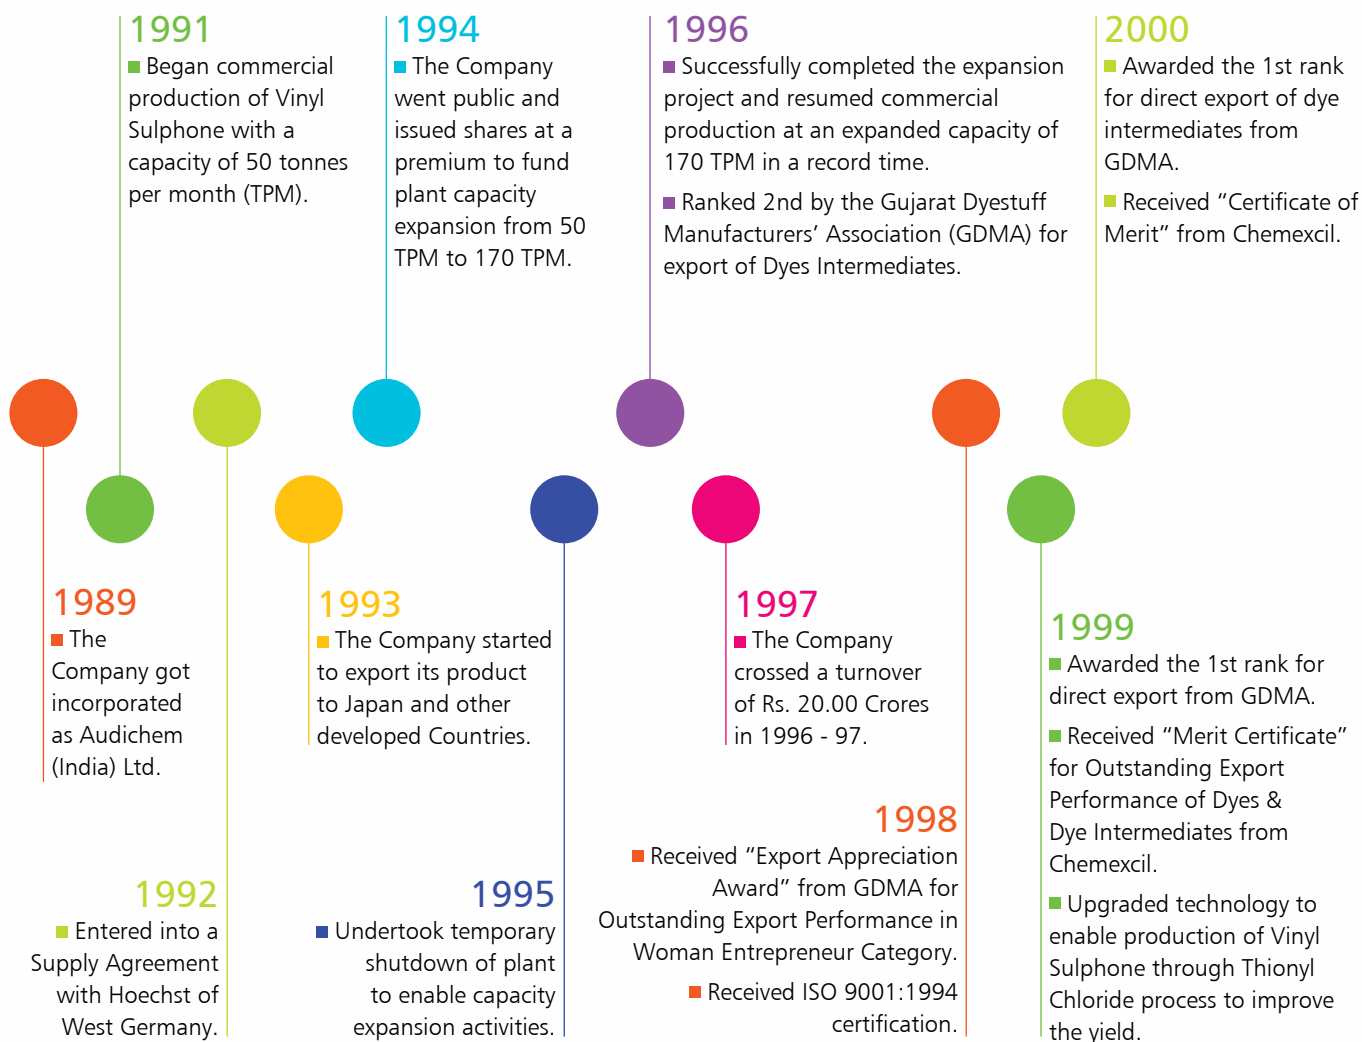 1991
Began commercial
production of Vinyl
Sulphone with a
capacity of 50 tonnes
per month (TPM).
1994
The Company
went public and
issued shares at a
premium to fund
plant capacity
expansion from 50
TPM to 170 TPM.
1996
Successfully completed the expansion
project and resumed commercial
production at an expanded capacity of
170 TPM in a record time.
Ranked 2nd by the Gujarat Dyestuff
Manufacturers’ Association (GDMA) for
export of Dyes Intermediates.
2000
Awarded the 1st rank
for direct export of dye
intermediates from
GDMA.
Received “Certificate of
Merit” from Chemexcil.
1989
The
Company got
incorporated
as Audichem
(India) Ltd.
1992
Entered into a
Supply Agreement
with Hoechst of
West Germany.
1993
The Company started
to export its product
to Japan and other
developed Countries.
1995
Undertook temporary
shutdown of plant
to enable capacity
expansion activities.
1997
The Company
crossed a turnover
of Rs. 20.00 Crores
in 1996 - 97.
1998
Received “Export Appreciation
Award” from GDMA for
Outstanding Export Performance in
Woman Entrepreneur Category.
Received ISO 9001:1994
certification.
1999
Awarded the 1st rank for
direct export from GDMA.
Received “Merit Certificate”
for Outstanding Export
Performance of Dyes &
Dye Intermediates from
Chemexcil.
Upgraded technology to
enable production of Vinyl
Sulphone through Thionyl
Chloride process to improve
the yield.